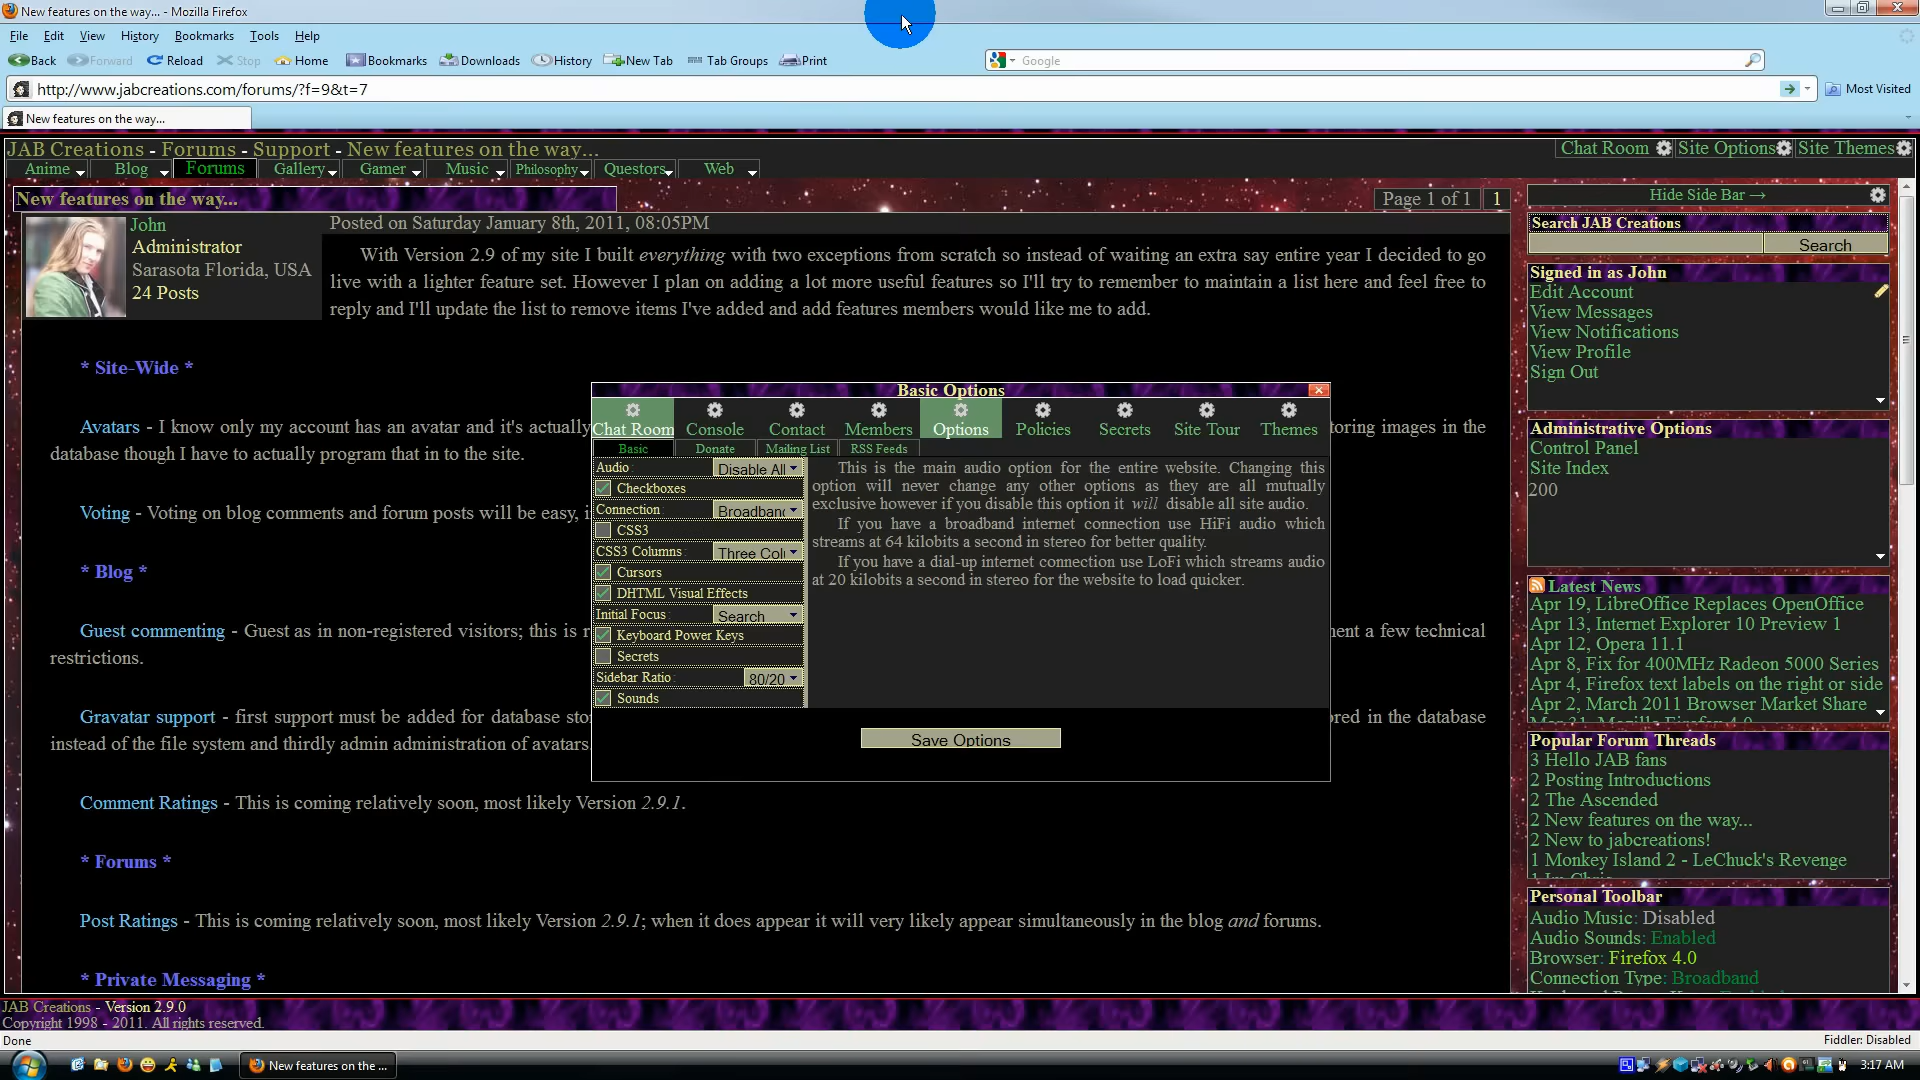 New features on the way... - Mozilla Firefox
File Edit View History Bookmarks Tools Help
Back Forward Reload Stop Home Bookmarks Downloads History New Tab Tab Groups Print Google
http://www.jabcreations.com/forums/?f=9&t=7 Most Visited
New features on the way...
JAB Creations - Forums - Support - New features on the way... Chat Room Site Options Site Themes
Anime Blog Forums Gallery Gamer Music Philosophy Questors Web
New features on the way... Page 1 of 1 1
John
Administrator
Sarasota Florida, USA
24 Posts
Posted on Saturday January 8th, 2011, 08:05PM
With Version 2.9 of my site I built everything with two exceptions from scratch so instead of waiting an extra say entire year I decided to go
live with a lighter feature set. However I plan on adding a lot more useful features so I'll try to remember to maintain a list here and feel free to
reply and I'll update the list to remove items I've added and add features members would like me to add.
* Site-Wide *
Avatars - I know only my account has an avatar and it's actually toring images in the
database though I have to actually program that in to the site.
Voting - Voting on blog comments and forum posts will be easy, i
* Blog *
Guest commenting - Guest as in non-registered visitors; this is r ment a few technical
restrictions.
Gravatar support - first support must be added for database sto red in the database
instead of the file system and thirdly admin administration of avatars.
Comment Ratings - This is coming relatively soon, most likely Version 2.9.1.
* Forums *
Post Ratings - This is coming relatively soon, most likely Version 2.9.1; when it does appear it will very likely appear simultaneously in the blog and forums.
* Private Messaging *
Basic Options
Chat Room Console Contact Members Options Policies Secrets Site Tour Themes
Basic Donate Mailing List RSS Feeds
Audio: Disable All
Checkboxes
Connection: Broadband
CSS3
CSS3 Columns: Three Colu
Cursors
DHTML Visual Effects
Initial Focus: Search
Keyboard Power Keys
Secrets
Sidebar Ratio: 80/20
Sounds
This is the main audio option for the entire website. Changing this
option will never change any other options as they are all mutually
exclusive however if you disable this option it will disable all site audio.
If you have a broadband internet connection use HiFi audio which
streams at 64 kilobits a second in stereo for better quality.
If you have a dial-up internet connection use LoFi which streams audio
at 20 kilobits a second in stereo for the website to load quicker.
Save Options
Hide Side Bar →
Search JAB Creations
Search
Signed in as John
Edit Account
View Messages
View Notifications
View Profile
Sign Out
Administrative Options
Control Panel
Site Index
200
Latest News
Apr 19, LibreOffice Replaces OpenOffice
Apr 13, Internet Explorer 10 Preview 1
Apr 12, Opera 11.1
Apr 8, Fix for 400MHz Radeon 5000 Series
Apr 4, Firefox text labels on the right or side
Apr 2, March 2011 Browser Market Share
Mar 31, Mozilla Firefox 4.0
Popular Forum Threads
3 Hello JAB fans
2 Posting Introductions
2 The Ascended
2 New features on the way...
2 New to jabcreations!
1 Monkey Island 2 - LeChuck's Revenge
Personal Toolbar
Audio Music: Disabled
Audio Sounds: Enabled
Browser: Firefox 4.0
Connection Type: Broadband
JAB Creations - Version 2.9.0
Copyright 1998 - 2011. All rights reserved.
Done Fiddler: Disabled
New features on the ... 3:17 AM